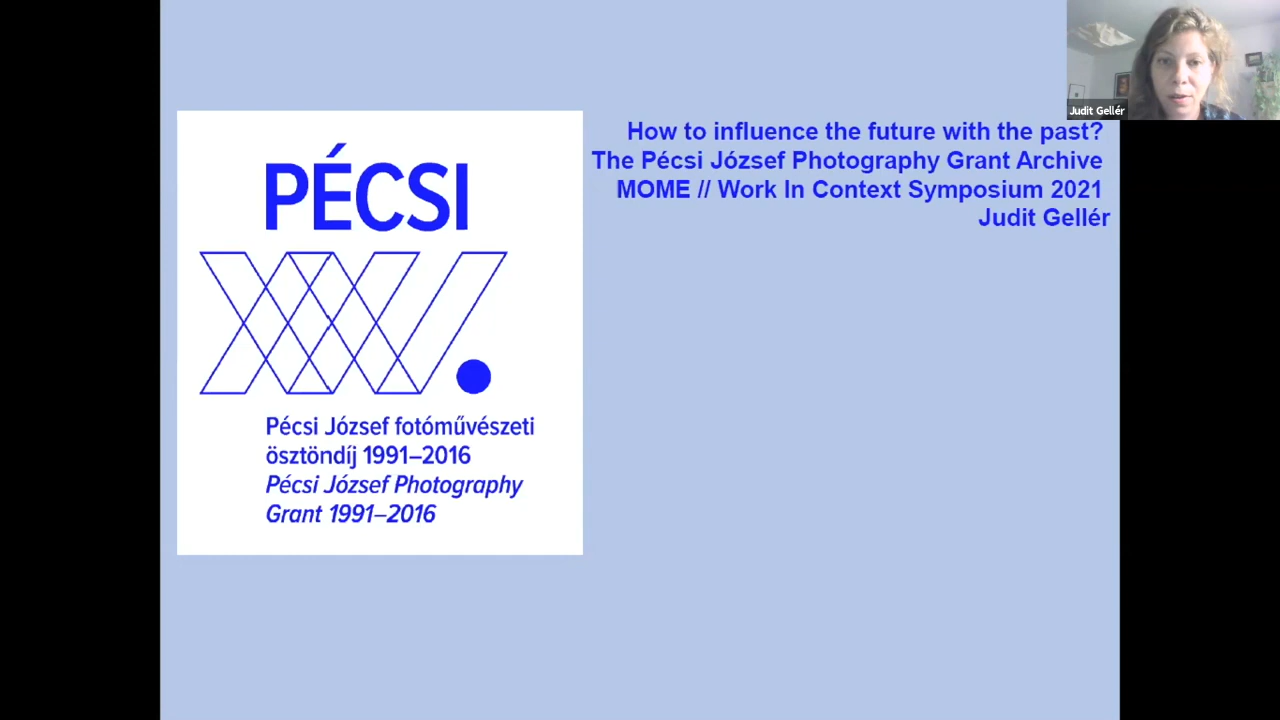 PÉCSI
XXV.
Pécsi József fotóművészeti
ösztöndíj 1991–2016
Pécsi József Photography
Grant 1991–2016
How to influence the future with the past?
The Pécsi József Photography Grant Archive
MOME // Work In Context Symposium 2021
Judit Gellér
Judit Gellér